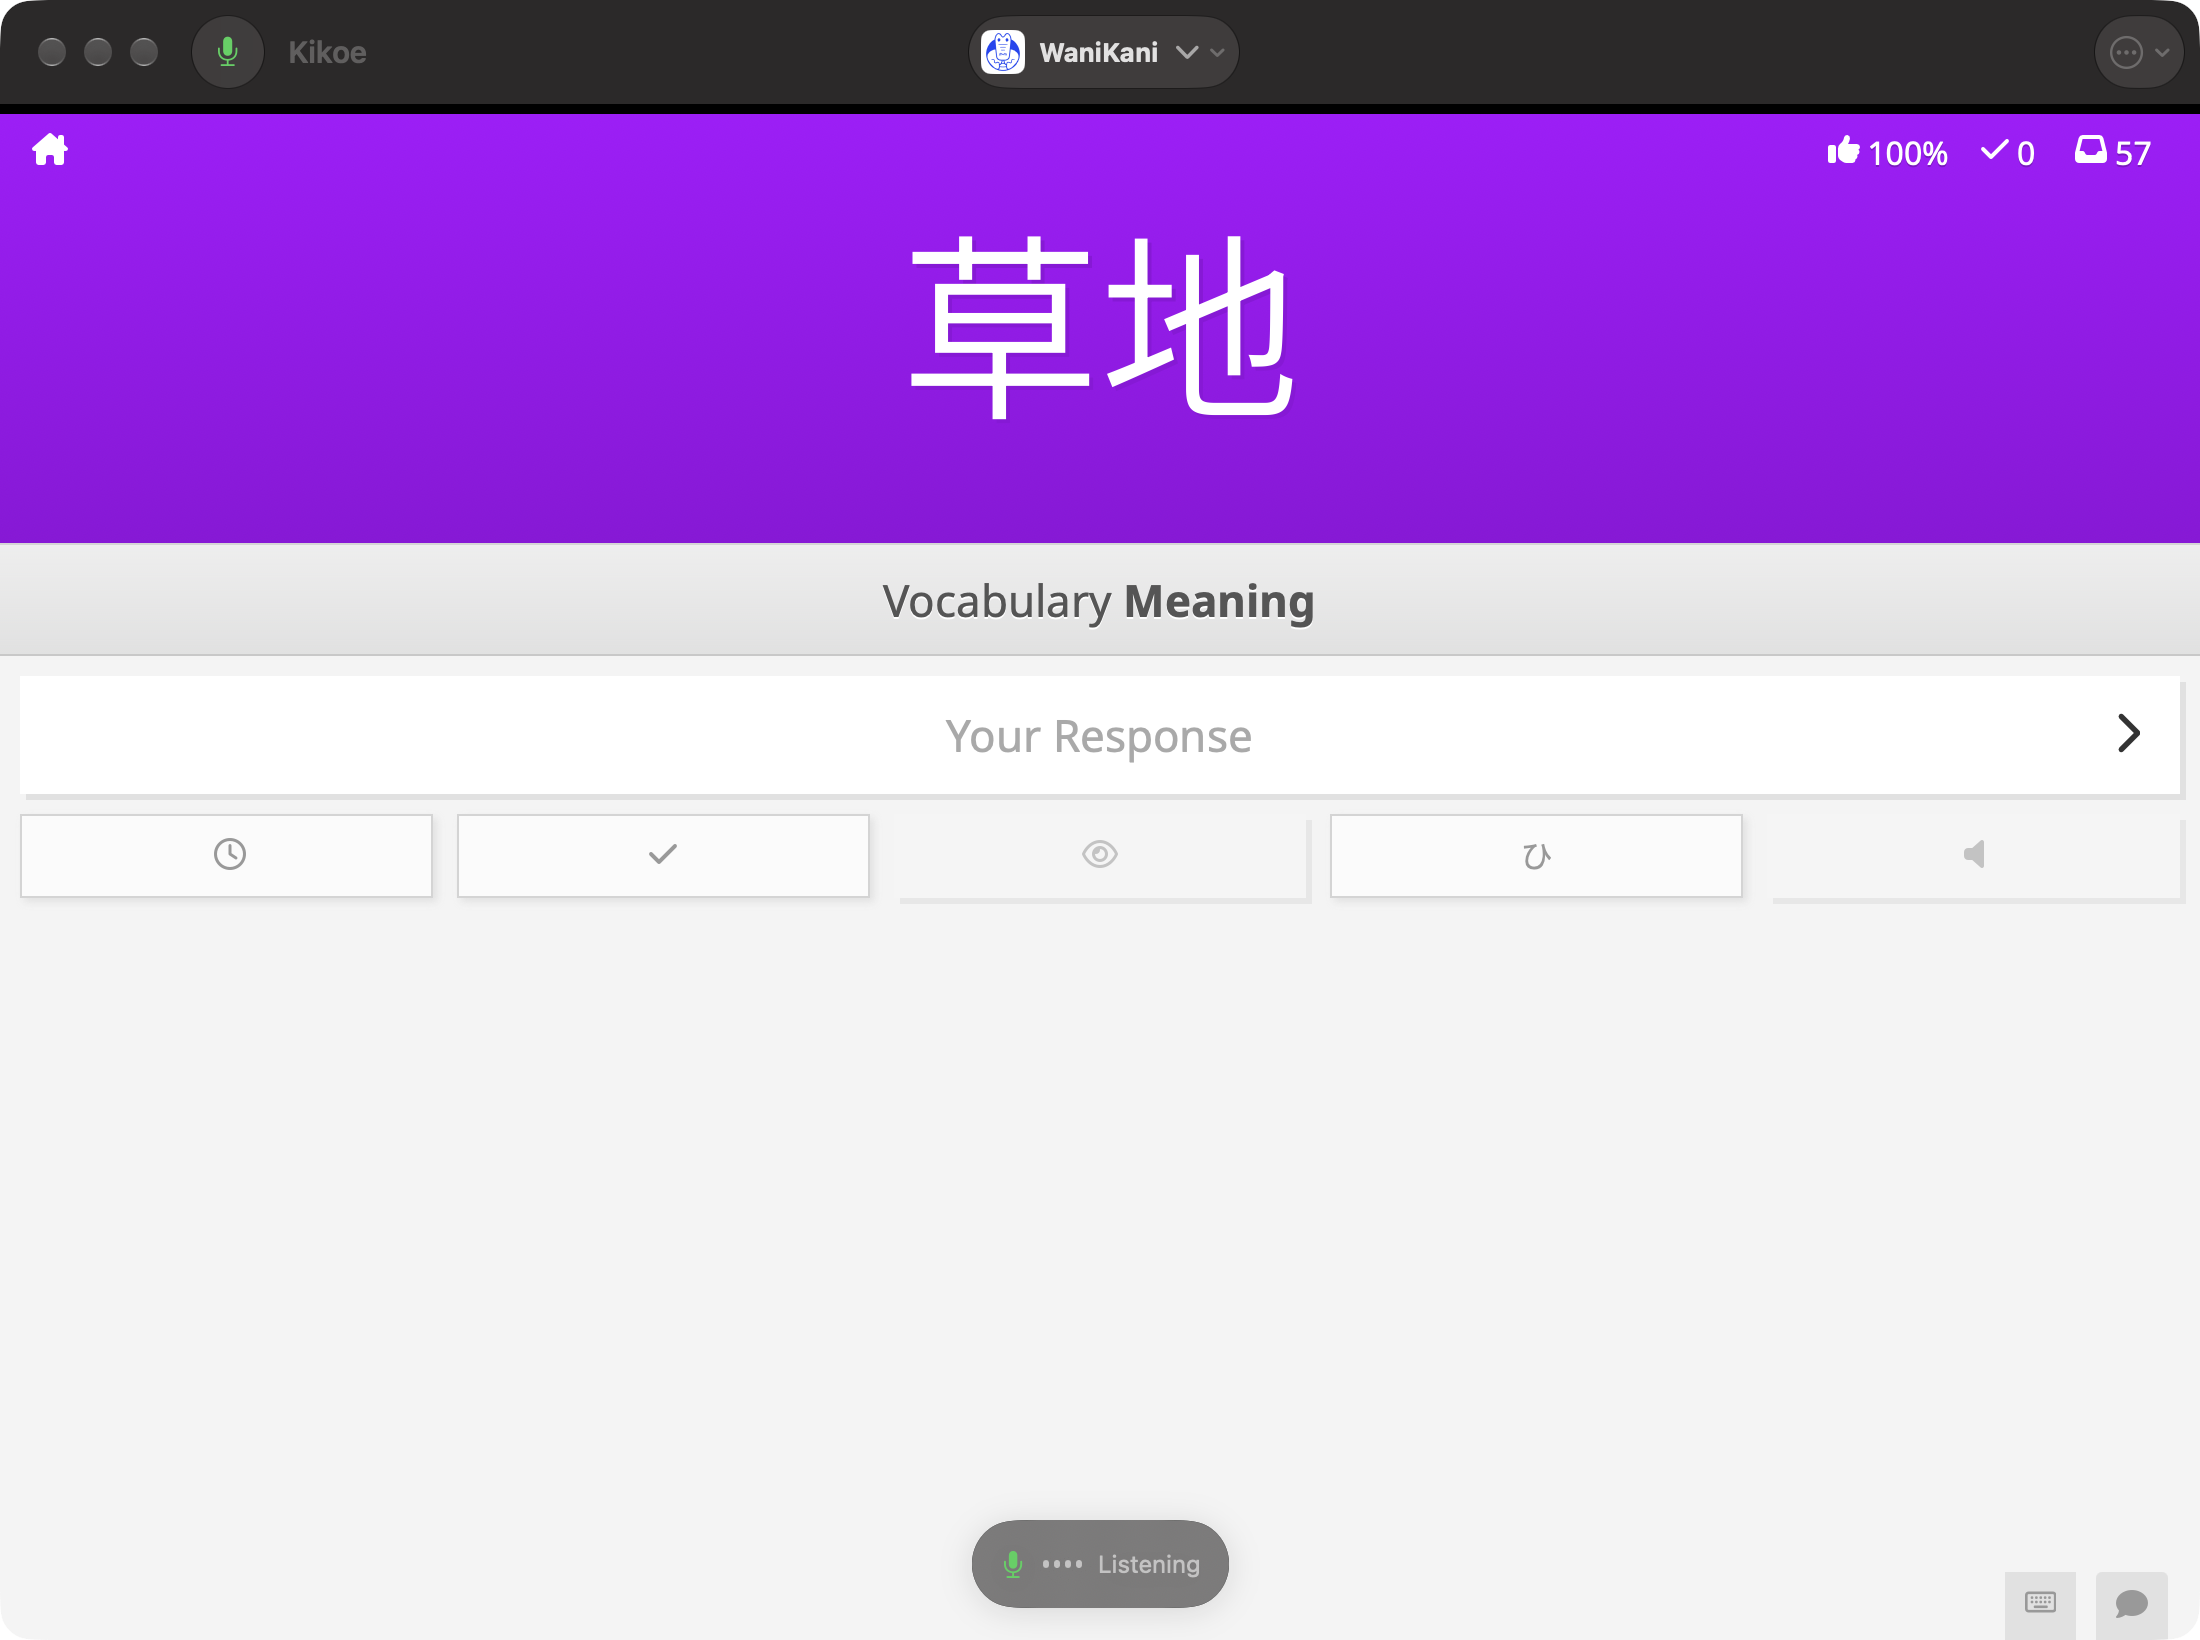 Kikoe
WaniKani
100%
0
57
草地
Vocabulary Meaning
Your Response
ひ
Listening